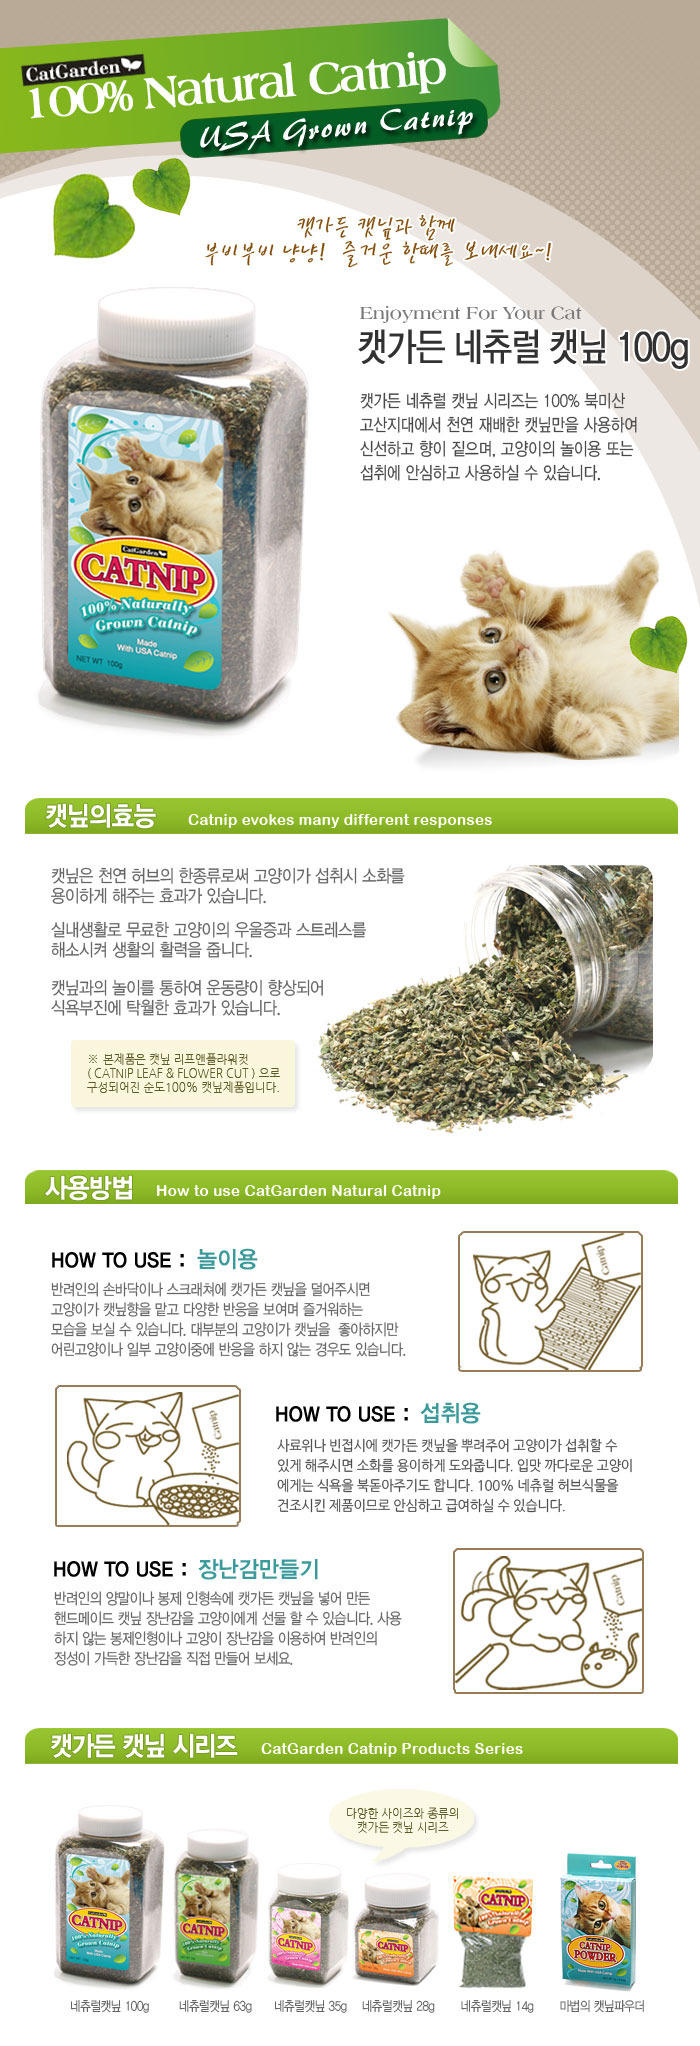 CatGarden
100% Natural Catnip
USA Grown Catnip
캣가든 캣닢과 함께
부비부비 냥냥! 즐거운 한때를 보내세요~!
Enjoyment For Your Cat
캣가든 네츄럴 캣닢 100g
캣가든 네츄럴 캣닢 시리즈는 100% 북미산
고산지대에서 천연 재배한 캣닢만을 사용하여
신선하고 향이 짙으며, 고양이의 놀이용 또는
섭취에 안심하고 사용하실 수 있습니다.
CatGarden
CATNIP
100% Naturally
Grown Catnip
Made
With USA Catnip
NET WT 100g
캣닢의효능 Catnip evokes many different responses
캣닢은 천연 허브의 한종류로써 고양이가 섭취시 소화를
용이하게 해주는 효과가 있습니다.
실내생활로 무료한 고양이의 우울증과 스트레스를
해소시켜 생활의 활력을 줍니다.
캣닢과의 놀이를 통하여 운동량이 향상되어
식욕부진에 탁월한 효과가 있습니다.
※ 본제품은 캣닢 리프앤플라워컷
( CATNIP LEAF & FLOWER CUT ) 으로
구성되어진 순도100% 캣닢제품입니다.
사용방법 How to use CatGarden Natural Catnip
HOW TO USE : 놀이용
반려인의 손바닥이나 스크래쳐에 캣가든 캣닢을 덜어주시면
고양이가 캣닢향을 맡고 다양한 반응을 보여며 즐거워하는
모습을 보실 수 있습니다. 대부분의 고양이가 캣닢을 좋아하지만
어린고양이나 일부 고양이중에 반응을 하지 않는 경우도 있습니다.
Catnip
HOW TO USE : 섭취용
사료위나 빈접시에 캣가든 캣닢을 뿌려주어 고양이가 섭취할 수
있게 해주시면 소화를 용이하게 도와줍니다. 입맛 까다로운 고양이
에게는 식욕을 북돋아주기도 합니다. 100% 네츄럴 허브식물을
건조시킨 제품이므로 안심하고 급여하실 수 있습니다.
Catnip
HOW TO USE : 장난감만들기
반려인의 양말이나 봉제 인형속에 캣가든 캣닢을 넣어 만든
핸드메이드 캣닢 장난감을 고양이에게 선물 할 수 있습니다. 사용
하지 않는 봉제인형이나 고양이 장난감을 이용하여 반려인의
정성이 가득한 장난감을 직접 만들어 보세요.
Catnip
캣가든 캣닢 시리즈 CatGarden Catnip Products Series
다양한 사이즈와 종류의
캣가든 캣닢 시리즈
CATNIP
100% Naturally
Grown Catnip
CATNIP
CATNIP
CATNIP
CATNIP
CATNIP
POWDER
네츄럴캣닢 100g
네츄럴캣닢 63g
네츄럴캣닢 35g
네츄럴캣닢 28g
네츄럴캣닢 14g
마법의 캣닢파우더